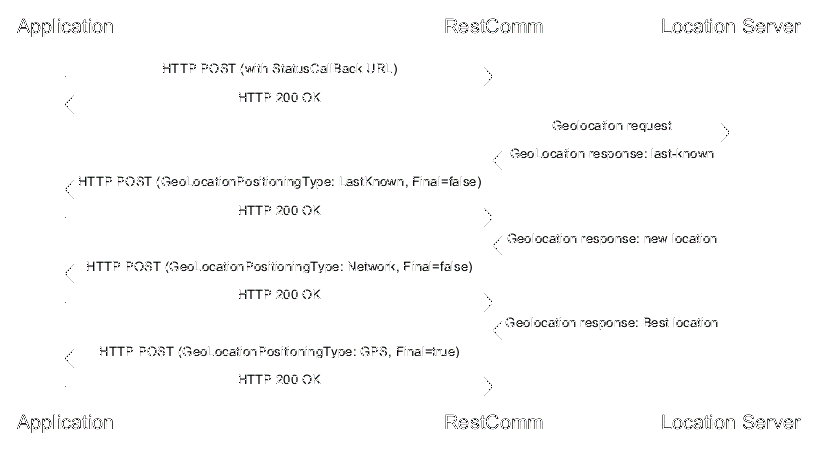 Application RestComm Location Server
HTTP POST (with StatusCallBack URL)
HTTP 200 OK
Geolocation request
GeoLocation response: last-known
HTTP POST (GeoLocationPositioningType: LastKnown, Final=false)
HTTP 200 OK
Geolocation response: new location
HTTP POST (GeoLocationPositioningType: Network, Final=false)
HTTP 200 OK
Geolocation response: Best location
HTTP POST (GeoLocationPositioningType: GPS, Final=true)
HTTP 200 OK
Application RestComm Location Server